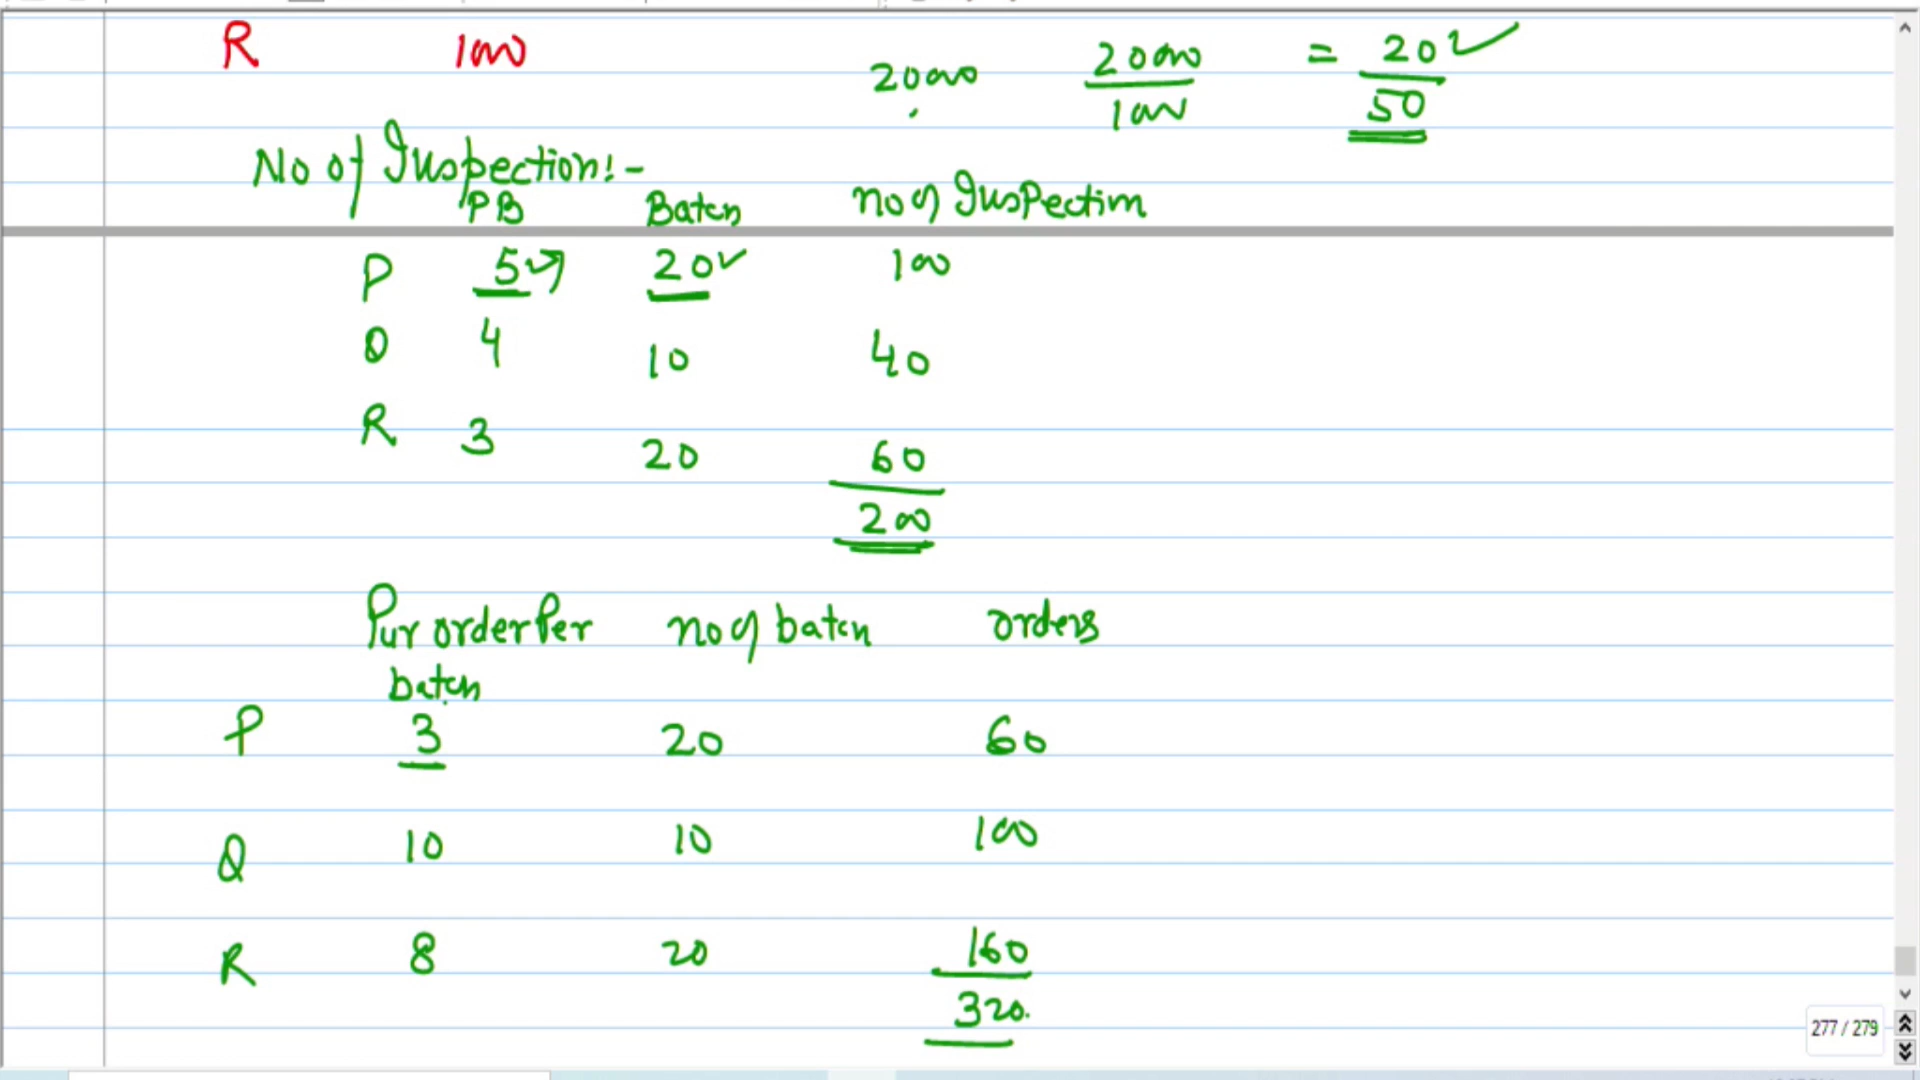 R 1000 2000 2000/100 = 20/50
No of Inspection:-
PB Batch no of Inspection
P 5 20 100
Q 4 10 40
R 3 20 60
200
Pur order Per no of batch orders
batch
P 3 20 60
Q 10 10 100
R 8 20 160
320
277 / 279